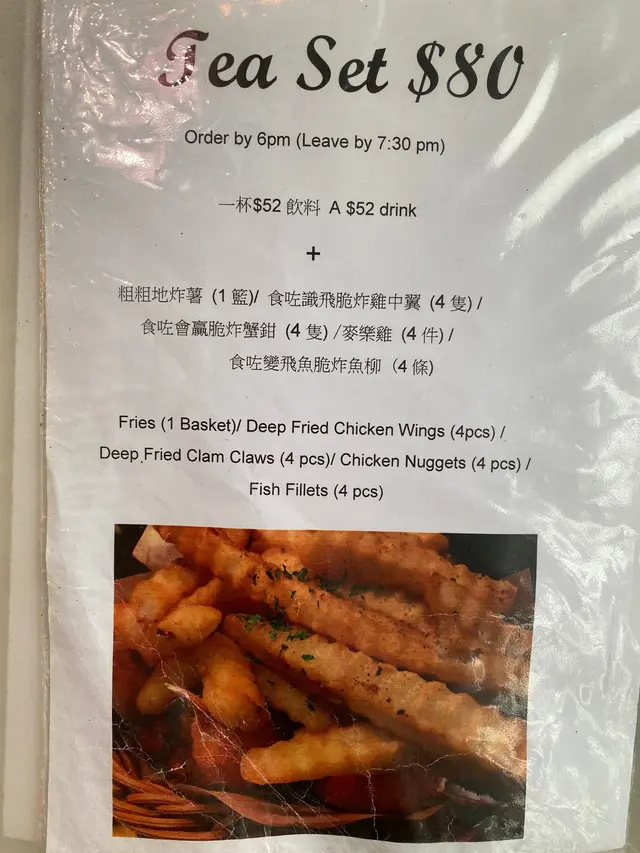 Tea Set $80
Order by 6pm (Leave by 7:30 pm)
一杯$52 飲料 A $52 drink
+
粗粗地炸薯 (1 籃)/ 食咗識飛脆炸雞中翼 (4 隻) /
食咗會贏脆炸蟹鉗 (4 隻) /麥樂雞 (4 件) /
食咗變飛魚脆炸魚柳 (4 條)
Fries (1 Basket)/ Deep Fried Chicken Wings (4pcs) /
Deep Fried Clam Claws (4 pcs)/ Chicken Nuggets (4 pcs) /
Fish Fillets (4 pcs)